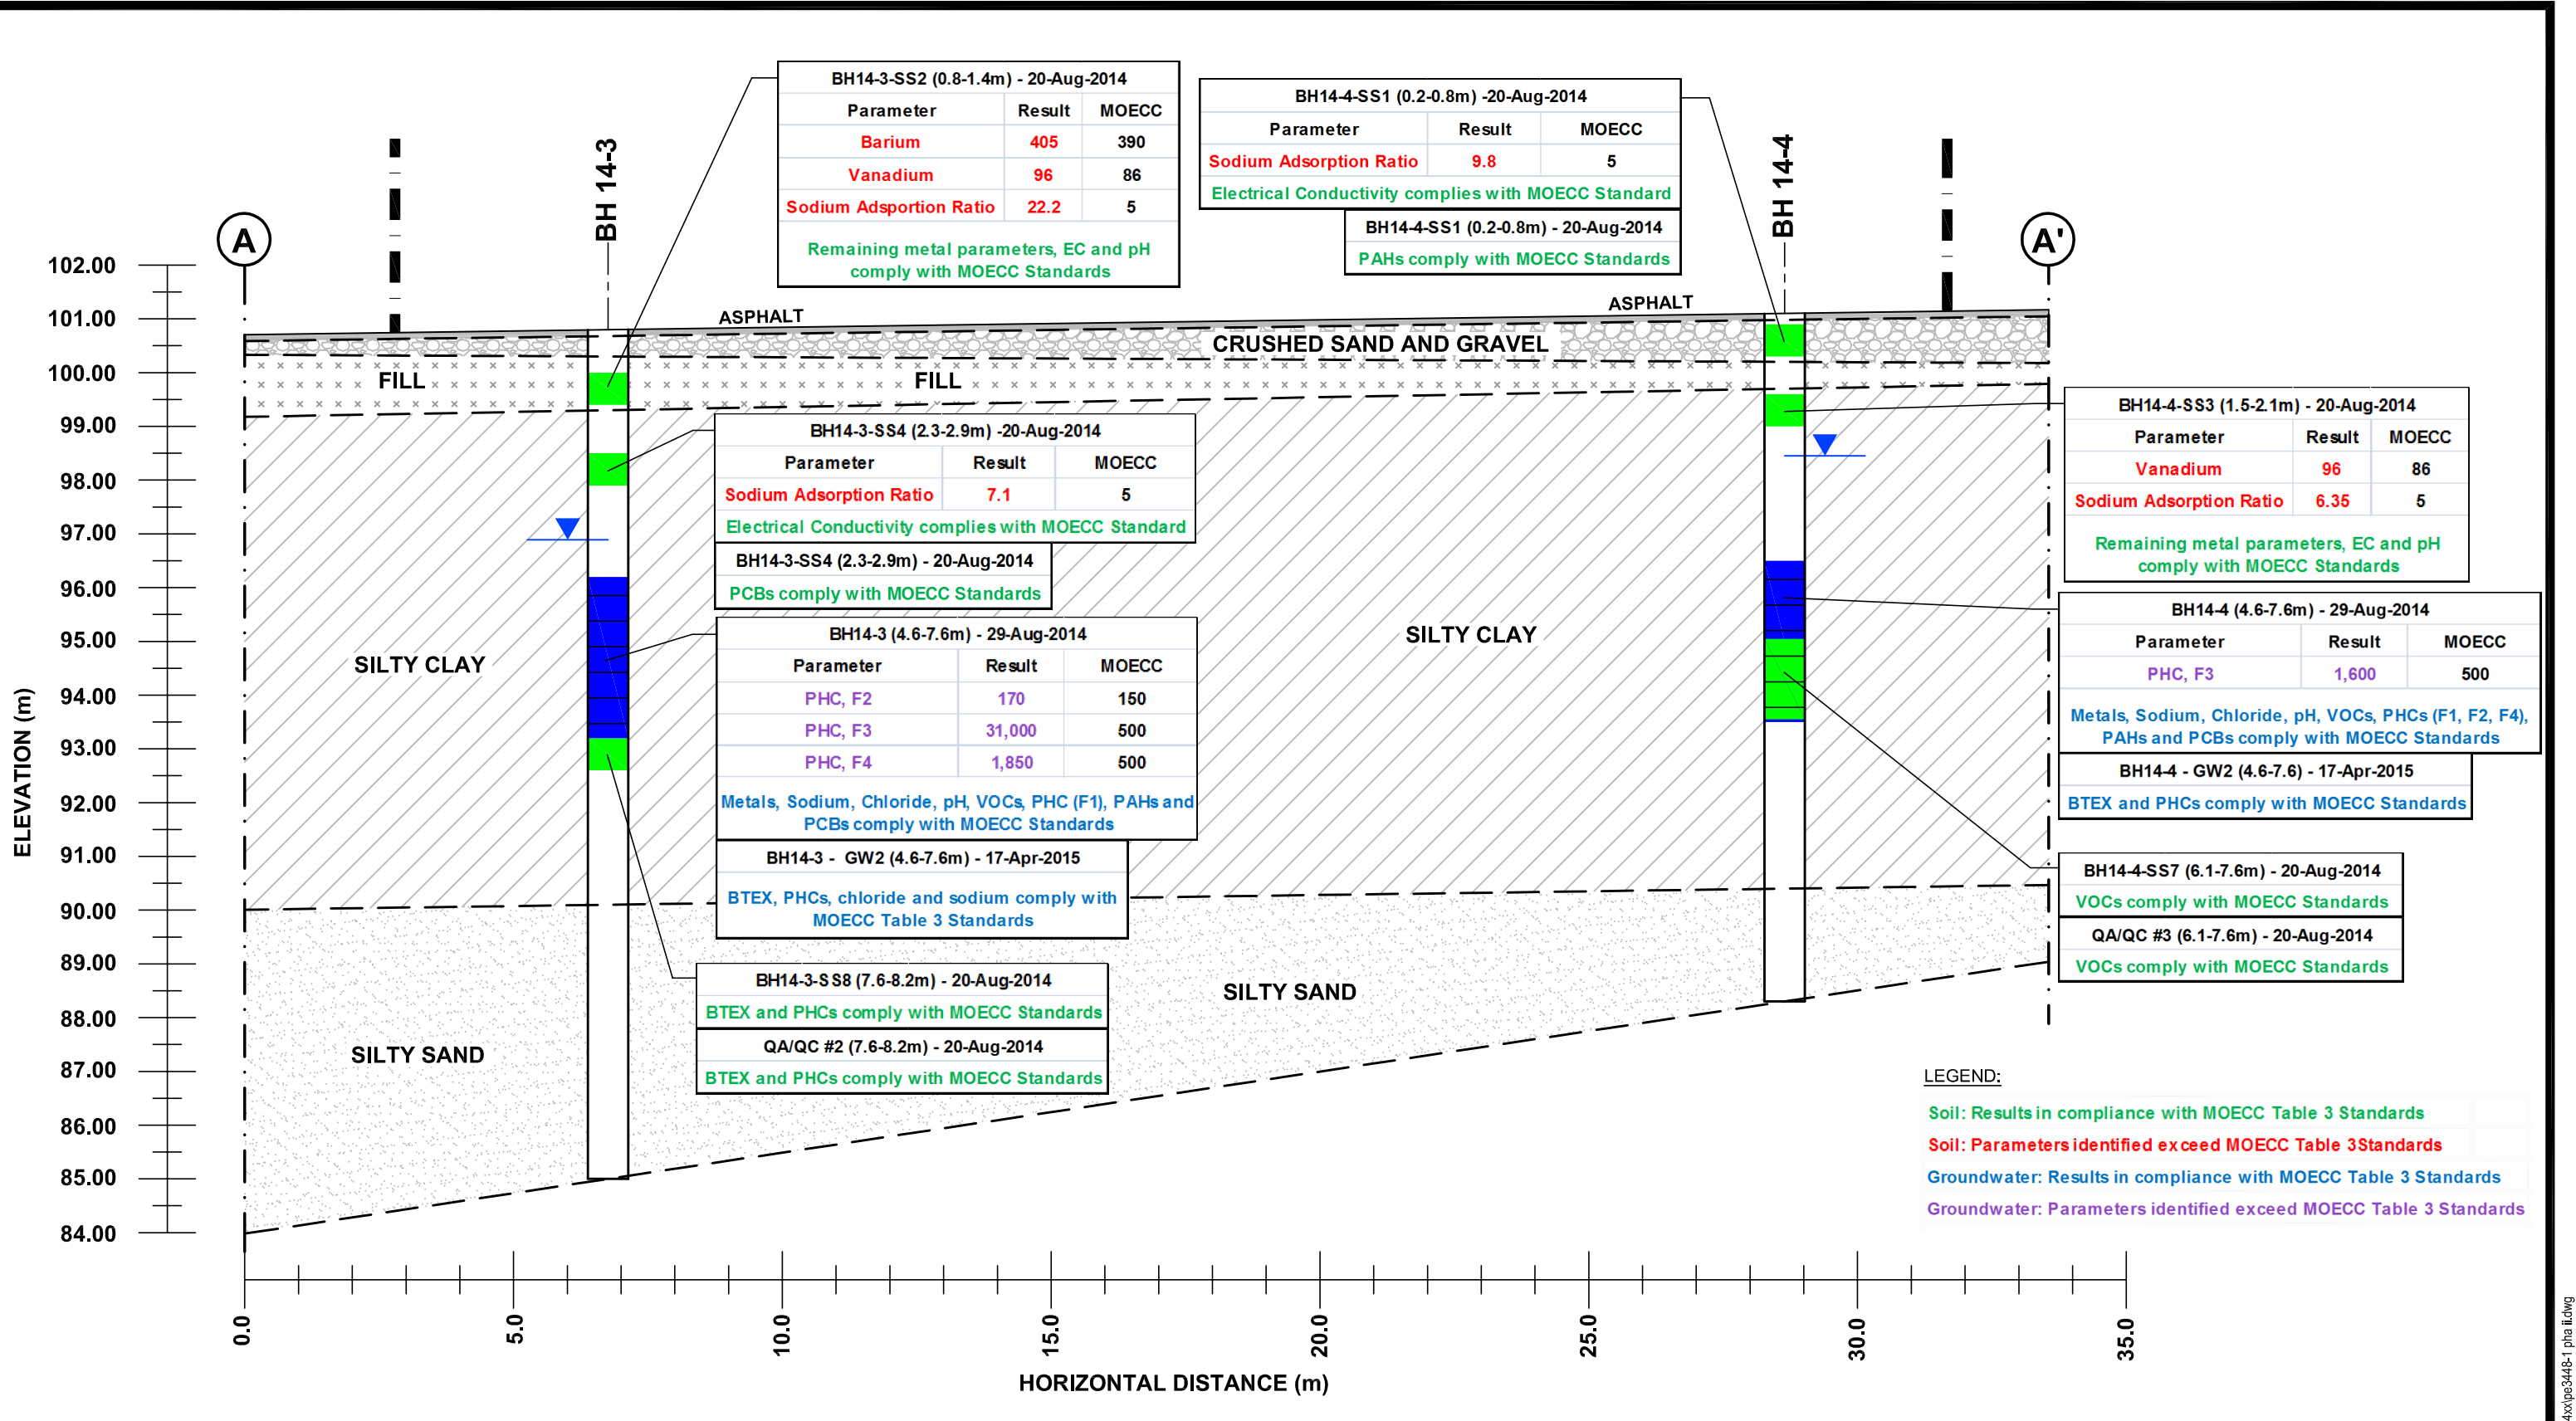 BH14-3-SS2 (0.8-1.4m) - 20-Aug-2014
Parameter Result MOECC
Barium 405 390
Vanadium 96 86
Sodium Adsportion Ratio 22.2 5
Remaining metal parameters, EC and pH
comply with MOECC Standards
BH14-4-SS1 (0.2-0.8m) -20-Aug-2014
Parameter Result MOECC
Sodium Adsorption Ratio 9.8 5
Electrical Conductivity complies with MOECC Standard
BH14-4-SS1 (0.2-0.8m) - 20-Aug-2014
PAHs comply with MOECC Standards
BH 14-3
BH 14-4
A
A'
102.00
101.00
100.00
99.00
98.00
97.00
96.00
95.00
94.00
93.00
92.00
91.00
90.00
89.00
88.00
87.00
86.00
85.00
84.00
ELEVATION (m)
ASPHALT
ASPHALT
CRUSHED SAND AND GRAVEL
FILL
FILL
BH14-3-SS4 (2.3-2.9m) -20-Aug-2014
Parameter Result MOECC
Sodium Adsorption Ratio 7.1 5
Electrical Conductivity complies with MOECC Standard
BH14-3-SS4 (2.3-2.9m) - 20-Aug-2014
PCBs comply with MOECC Standards
BH14-3 (4.6-7.6m) - 29-Aug-2014
Parameter Result MOECC
PHC, F2 170 150
PHC, F3 31,000 500
PHC, F4 1,850 500
Metals, Sodium, Chloride, pH, VOCs, PHC (F1), PAHs and
PCBs comply with MOECC Standards
BH14-3 - GW2 (4.6-7.6m) - 17-Apr-2015
BTEX, PHCs, chloride and sodium comply with
MOECC Table 3 Standards
BH14-3-SS8 (7.6-8.2m) - 20-Aug-2014
BTEX and PHCs comply with MOECC Standards
QA/QC #2 (7.6-8.2m) - 20-Aug-2014
BTEX and PHCs comply with MOECC Standards
SILTY CLAY
SILTY CLAY
SILTY SAND
SILTY SAND
BH14-4-SS3 (1.5-2.1m) - 20-Aug-2014
Parameter Result MOECC
Vanadium 96 86
Sodium Adsorption Ratio 6.35 5
Remaining metal parameters, EC and pH
comply with MOECC Standards
BH14-4 (4.6-7.6m) - 29-Aug-2014
Parameter Result MOECC
PHC, F3 1,600 500
Metals, Sodium, Chloride, pH, VOCs, PHCs (F1, F2, F4),
PAHs and PCBs comply with MOECC Standards
BH14-4 - GW2 (4.6-7.6) - 17-Apr-2015
BTEX and PHCs comply with MOECC Standards
BH14-4-SS7 (6.1-7.6m) - 20-Aug-2014
VOCs comply with MOECC Standards
QA/QC #3 (6.1-7.6m) - 20-Aug-2014
VOCs comply with MOECC Standards
LEGEND:
Soil: Results in compliance with MOECC Table 3 Standards
Soil: Parameters identified exceed MOECC Table 3Standards
Groundwater: Results in compliance with MOECC Table 3 Standards
Groundwater: Parameters identified exceed MOECC Table 3 Standards
0.0
5.0
10.0
15.0
20.0
25.0
30.0
35.0
HORIZONTAL DISTANCE (m)
4xx\pe3448-1 pha iii.dwg